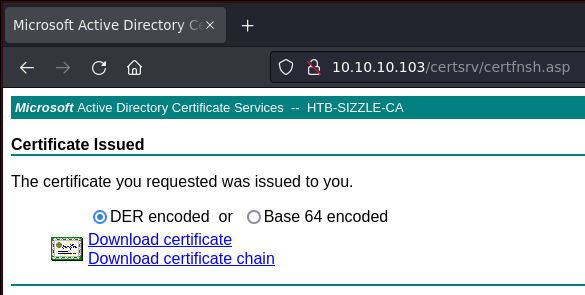 Microsoft Active Directory Ce
10.10.10.103/certsrv/certfnsh.asp
Microsoft Active Directory Certificate Services -- HTB-SIZZLE-CA
Certificate Issued
The certificate you requested was issued to you.
DER encoded or Base 64 encoded
Download certificate
Download certificate chain